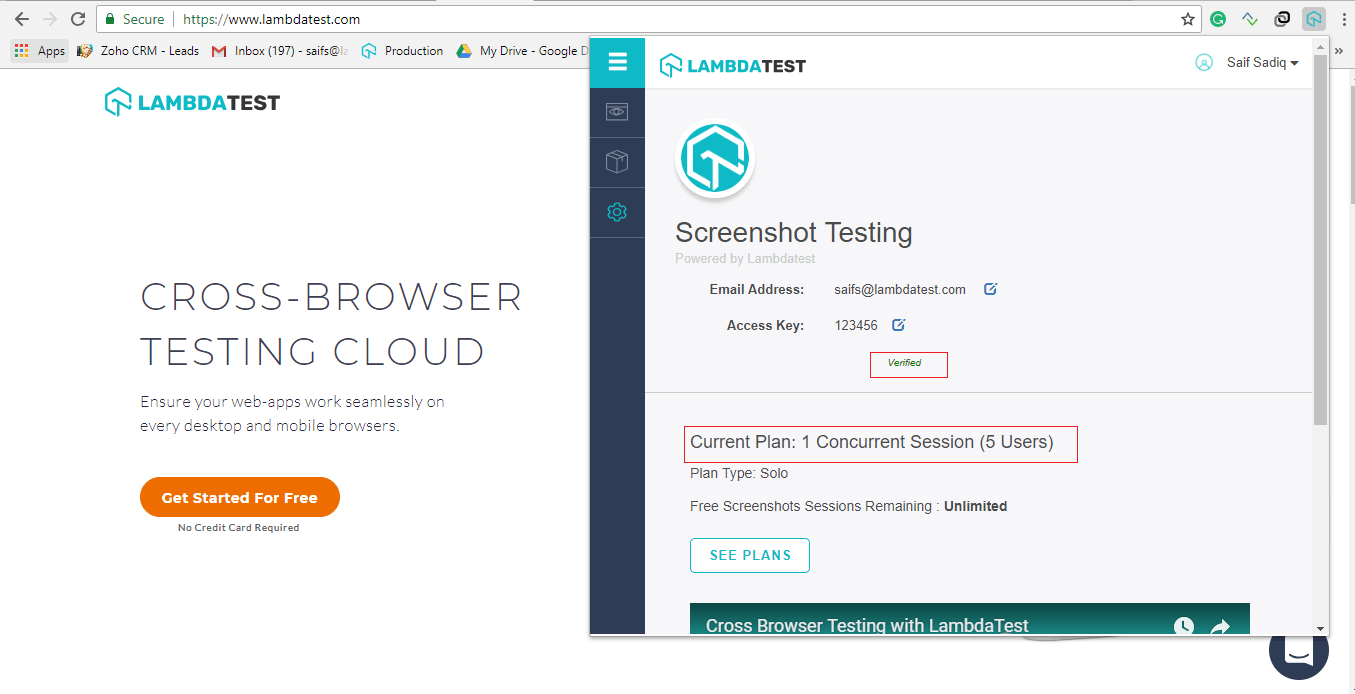 Secure
https://www.lambdatest.com
Apps
Zoho CRM - Leads
Inbox (197) - saifs@la
Production
My Drive - Google D
»
LAMBDATEST
CROSS-BROWSER
TESTING CLOUD
Ensure your web-apps work seamlessly on
every desktop and mobile browsers.
Get Started For Free
No Credit Card Required
LAMBDATEST
Saif Sadiq
Screenshot Testing
Powered by Lambdatest
Email Address: saifs@lambdatest.com
Access Key: 123456
Verified
Current Plan: 1 Concurrent Session (5 Users)
Plan Type: Solo
Free Screenshots Sessions Remaining : Unlimited
SEE PLANS
Cross Browser Testing with LambdaTest